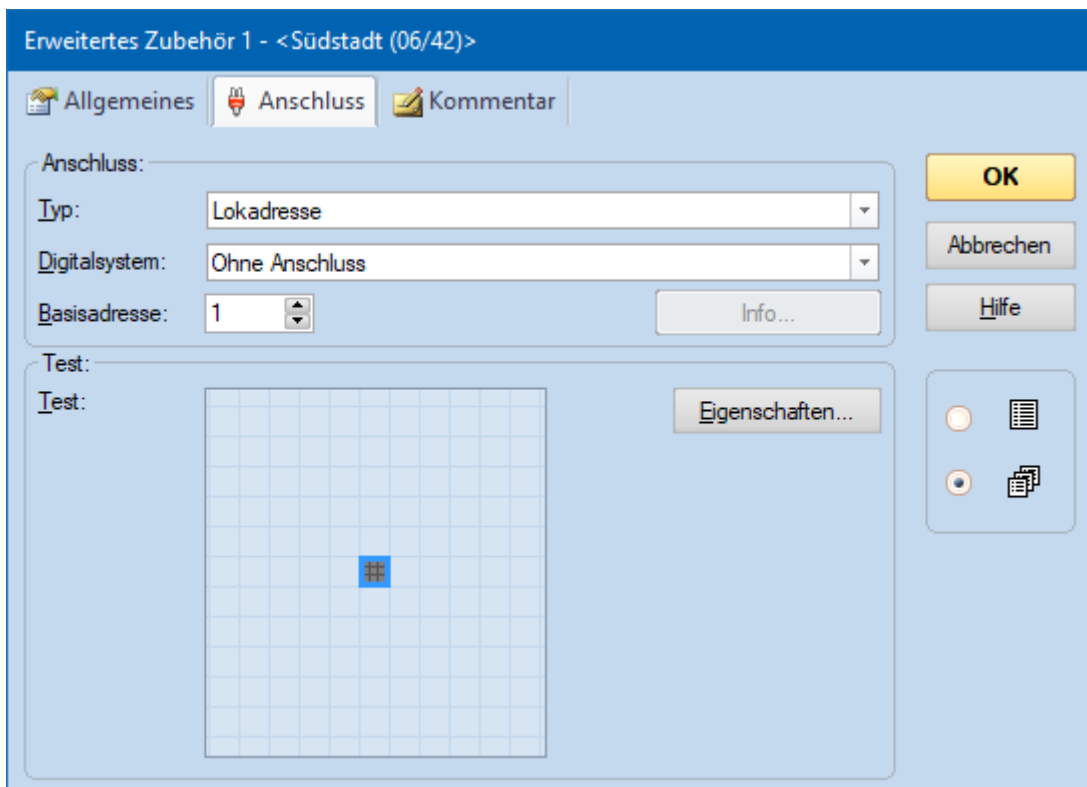 Erweitertes Zubehör 1 - <Südstadt (06/42)>
Allgemeines Anschluss Kommentar
Anschluss:
Typ: Lokadresse
Digitalsystem: Ohne Anschluss
Basisadresse: 1 Info...
Test:
Test: Eigenschaften...
OK
Abbrechen
Hilfe